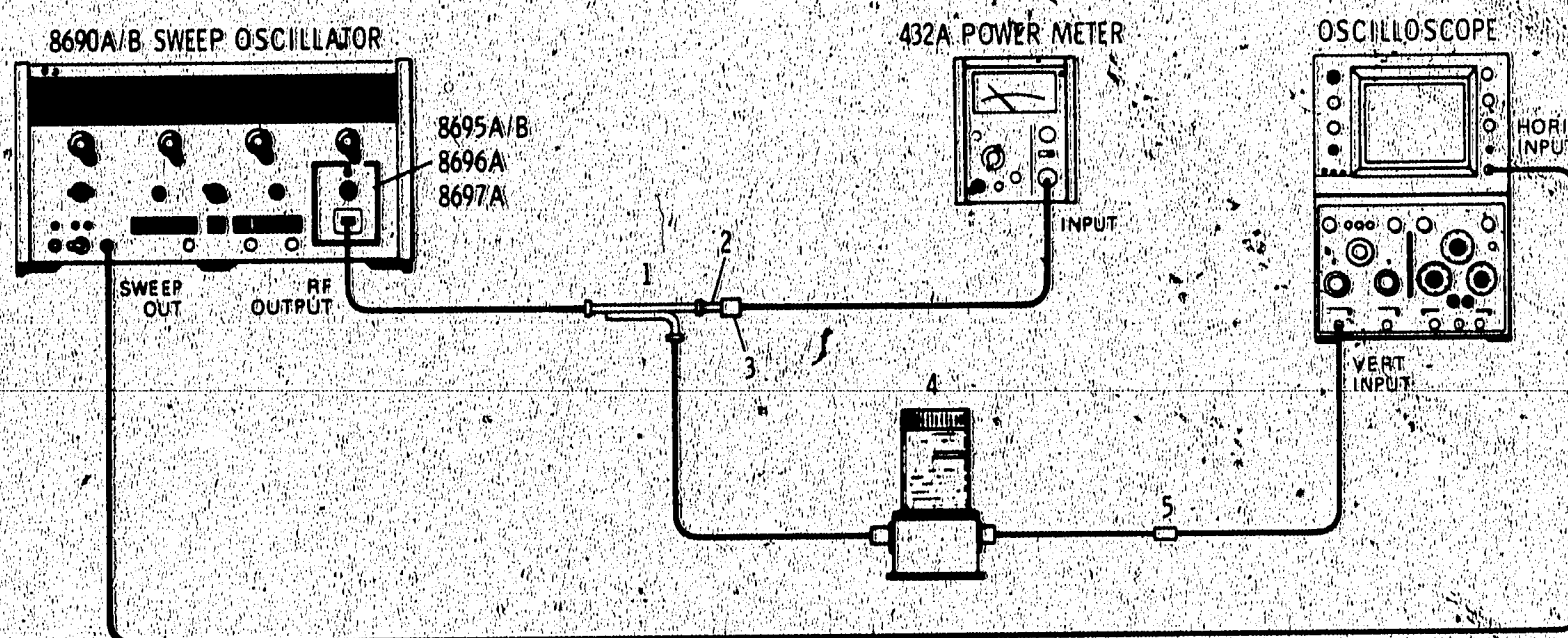 8690A/B SWEEP OSCILLATOR
432A POWER METER
OSCILLOSCOPE
8695A/B
8696A
8697A
HORI
INPUT
INPUT
SWEEP
OUT
RF
OUTPUT
1
2
3
VERT
INPUT
4
5